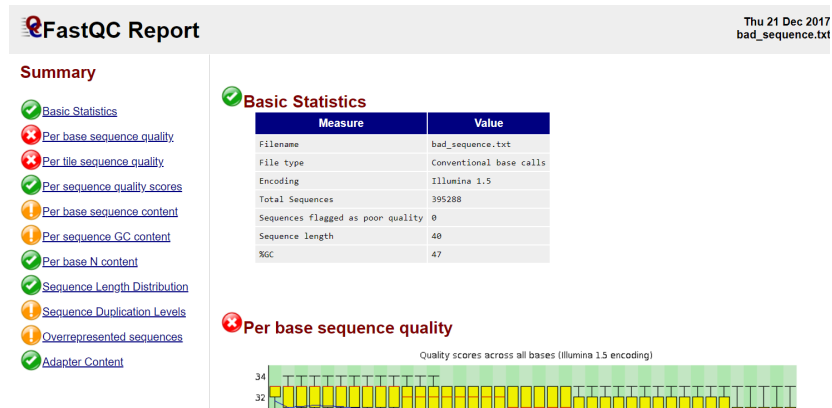 FastQC Report
Thu 21 Dec 2017
bad_sequence.txt
Summary
Basic Statistics
Per base sequence quality
Per tile sequence quality
Per sequence quality scores
Per base sequence content
Per sequence GC content
Per base N content
Sequence Length Distribution
Sequence Duplication Levels
Overrepresented sequences
Adapter Content
Basic Statistics
Measure Value
Filename bad_sequence.txt
File type Conventional base calls
Encoding Illumina 1.5
Total Sequences 395288
Sequences flagged as poor quality 0
Sequence length 40
%GC 47
Per base sequence quality
Quality scores across all bases (Illumina 1.5 encoding)
34
32